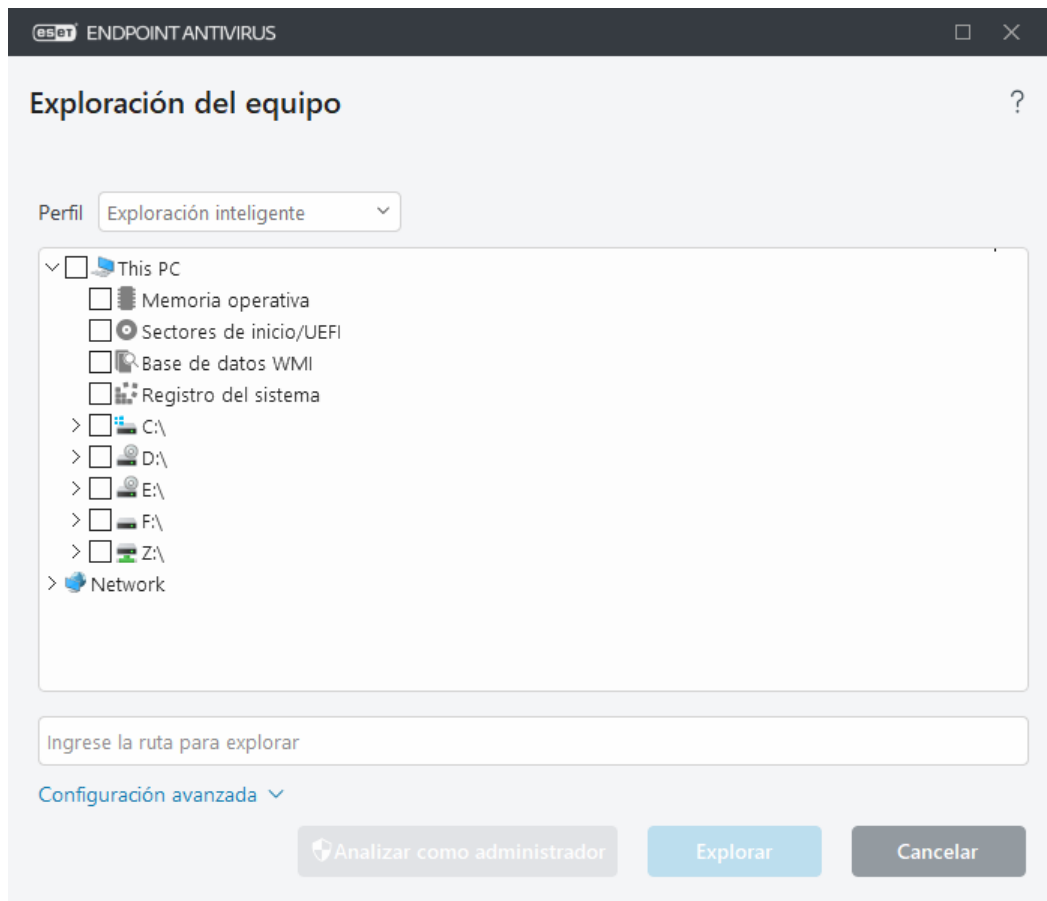 eseT ENDPOINT ANTIVIRUS
Exploración del equipo
?
Perfil Exploración inteligente
This PC
Memoria operativa
Sectores de inicio/UEFI
Base de datos WMI
Registro del sistema
C:\
D:\
E:\
F:\
Z:\
Network
Ingrese la ruta para explorar
Configuración avanzada
Analizar como administrador Explorar Cancelar